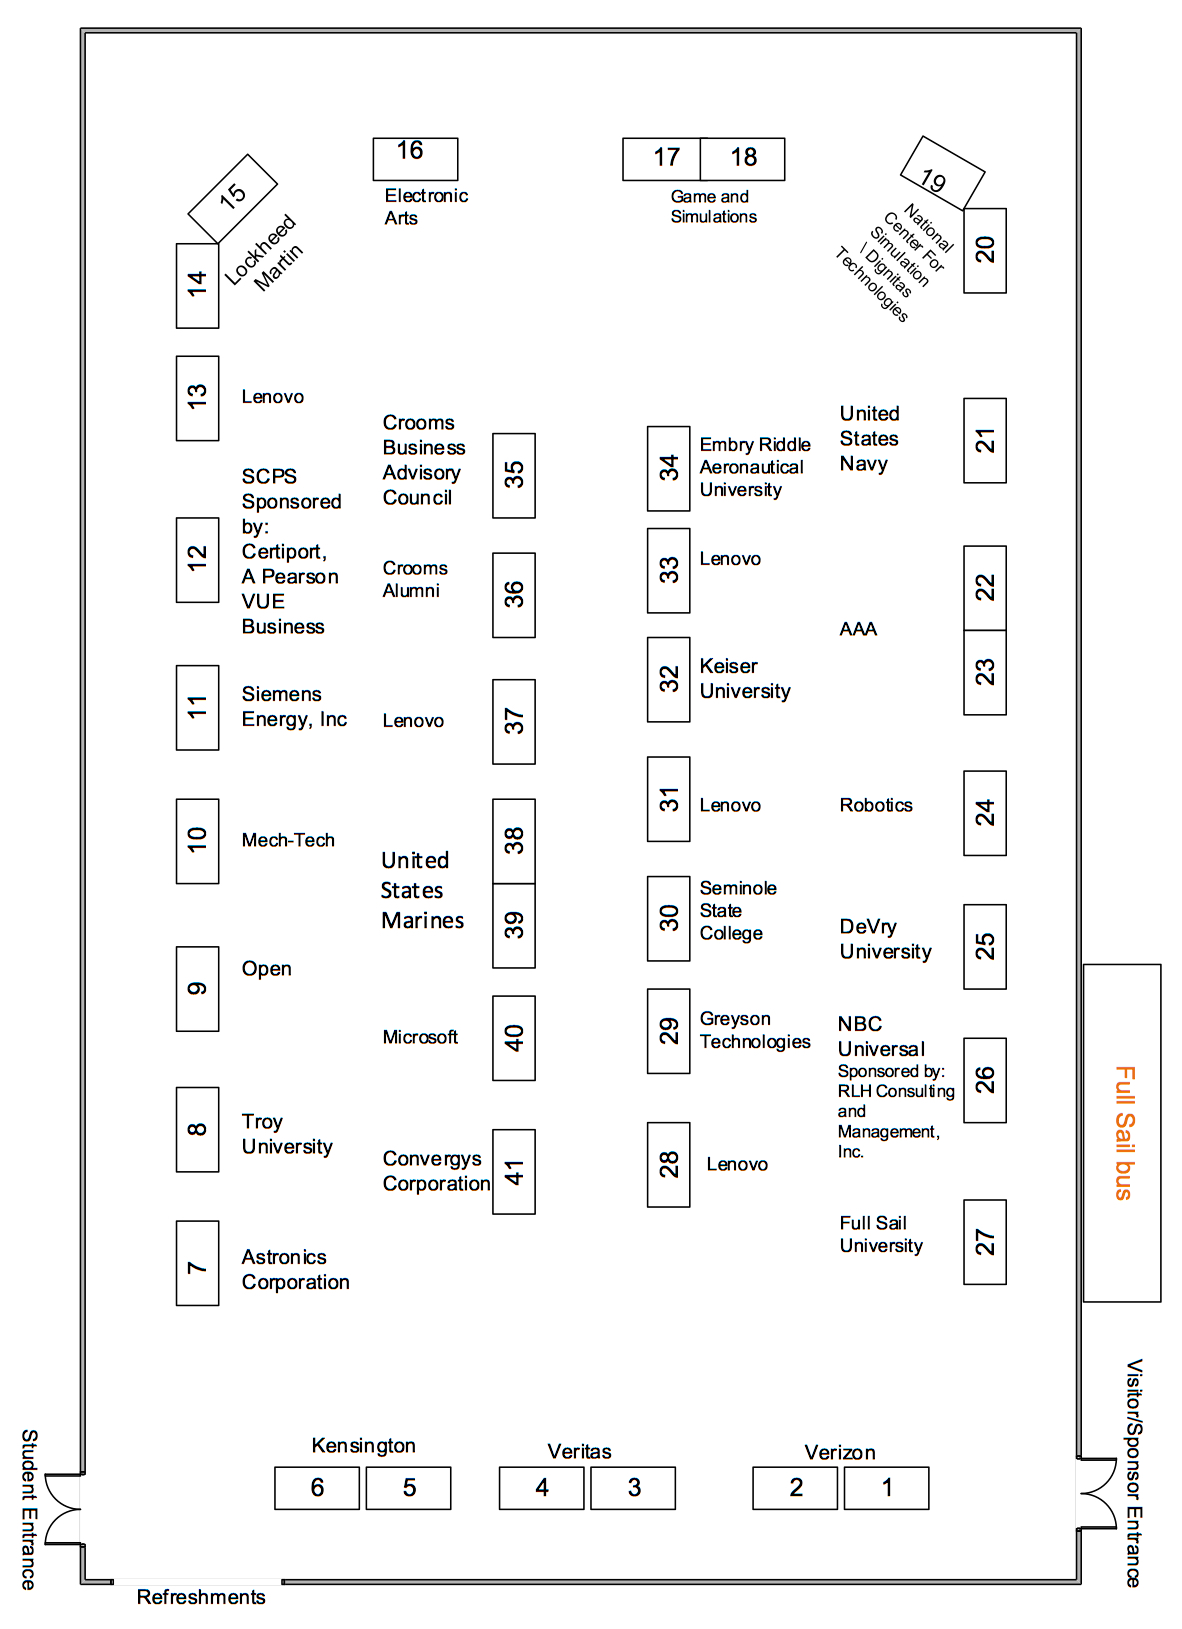 16
Electronic
Arts
17
18
Game and
Simulations
15
Lockheed
Martin
14
19
National
Center For
Simulation
\ Dignitas
Technologies
20
13
Lenovo
Crooms
Business
Advisory
Council
35
34
Embry Riddle
Aeronautical
University
United
States
Navy
21
12
SCPS
Sponsored
by:
Certiport,
A Pearson
VUE
Business
Crooms
Alumni
36
33
Lenovo
AAA
22
23
11
Siemens
Energy, Inc
Lenovo
37
32
Keiser
University
10
Mech-Tech
United
States
Marines
38
39
31
Lenovo
Robotics
24
30
Seminole
State
College
DeVry
University
25
9
Open
Microsoft
40
29
Greyson
Technologies
NBC
Universal
Sponsored by:
RLH Consulting
and
Management,
Inc.
26
Full Sail bus
8
Troy
University
Convergys
Corporation
41
28
Lenovo
Full Sail
University
27
7
Astronics
Corporation
Kensington
6
5
Veritas
4
3
Verizon
2
1
Student Entrance
Visitor/Sponsor Entrance
Refreshments